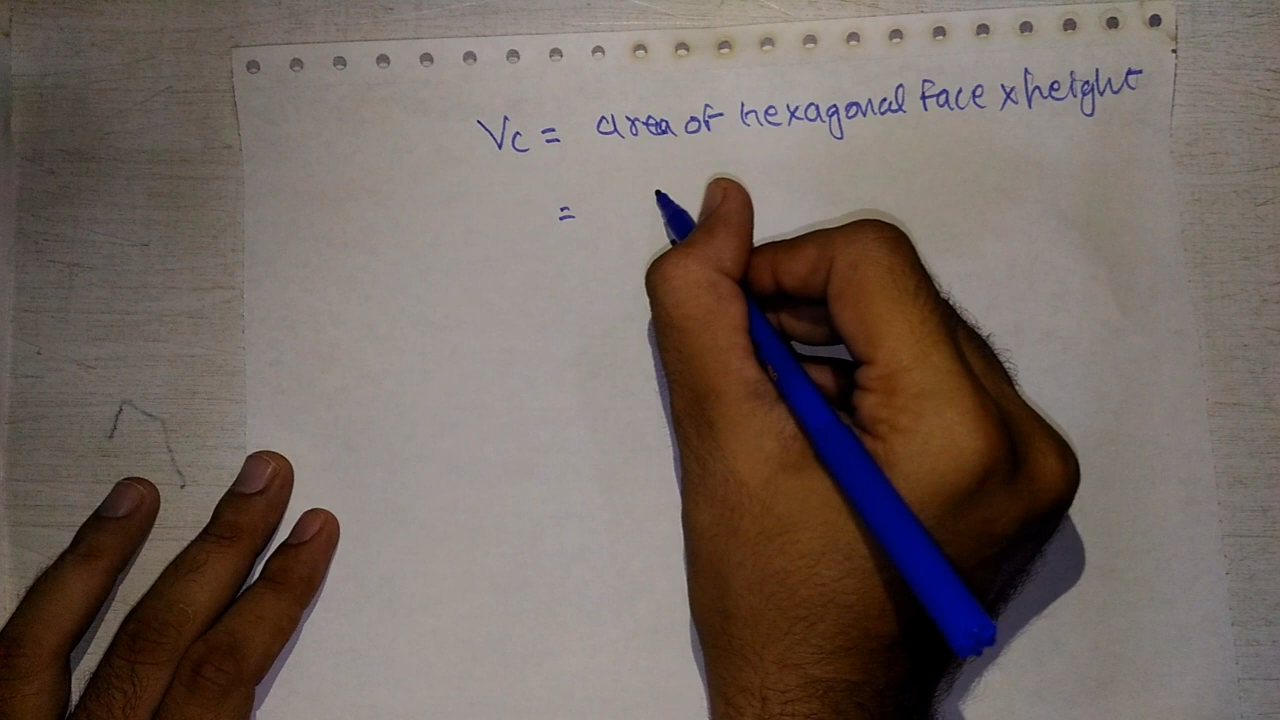 Vc = area of hexagonal face x height
=